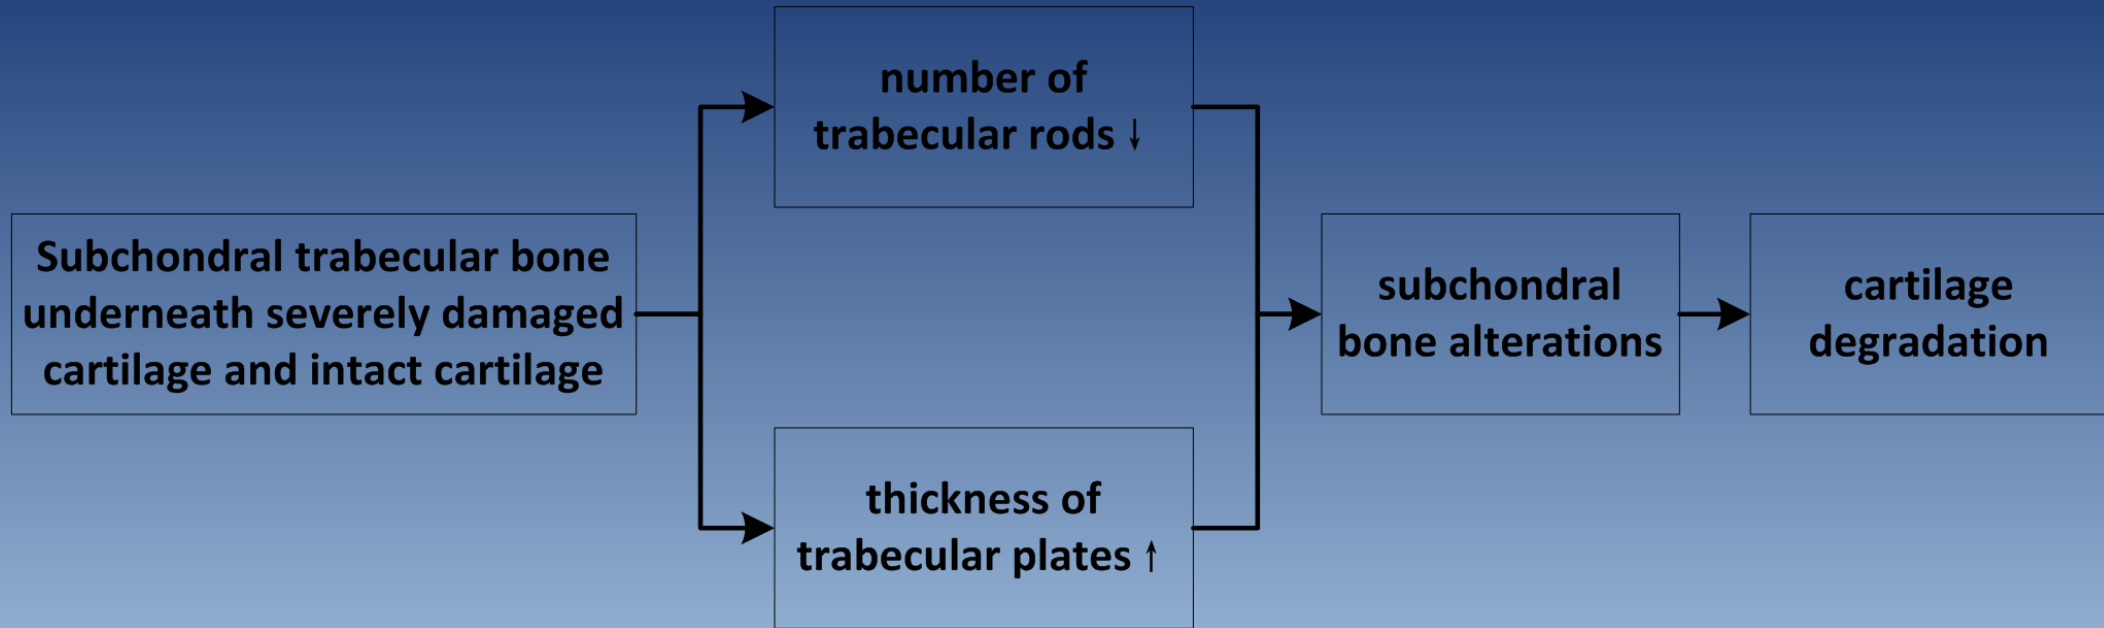 Subchondral trabecular bone
underneath severely damaged
cartilage and intact cartilage
number of
trabecular rods ↓
thickness of
trabecular plates ↑
subchondral
bone alterations
cartilage
degradation